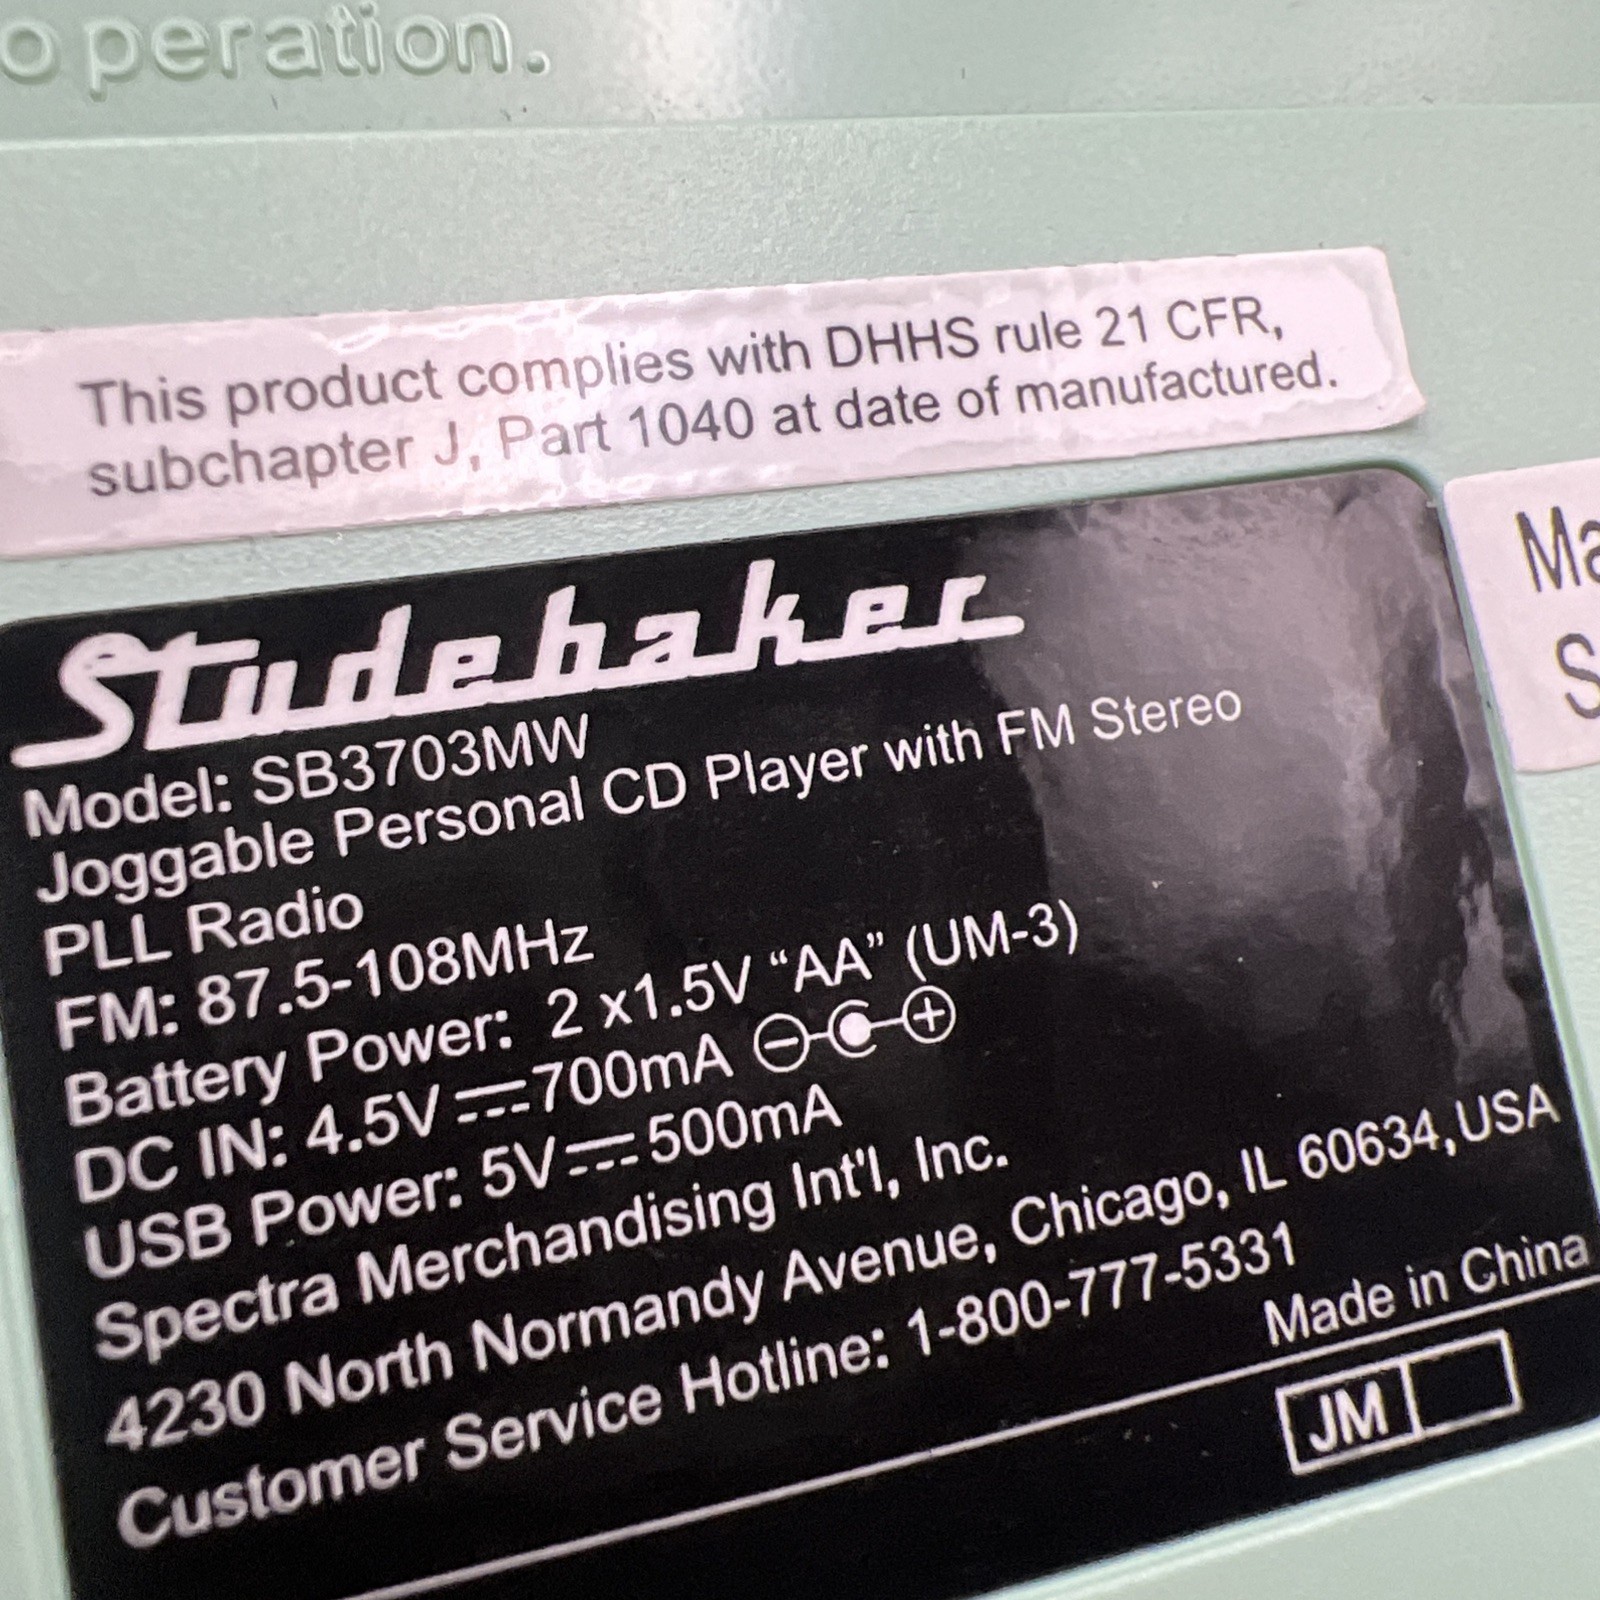 operation.
This product complies with DHHS rule 21 CFR,
subchapter J, Part 1040 at date of manufactured.
Studebaker
Model: SB3703MW
Joggable Personal CD Player with FM Stereo
PLL Radio
FM: 87.5-108MHz
Battery Power: 2 x1.5V “AA” (UM-3)
DC IN: 4.5V⎓700mA
USB Power: 5V⎓500mA
Spectra Merchandising Int'l, Inc.
4230 North Normandy Avenue, Chicago, IL 60634,USA
Customer Service Hotline: 1-800-777-5331
Made in China
JM